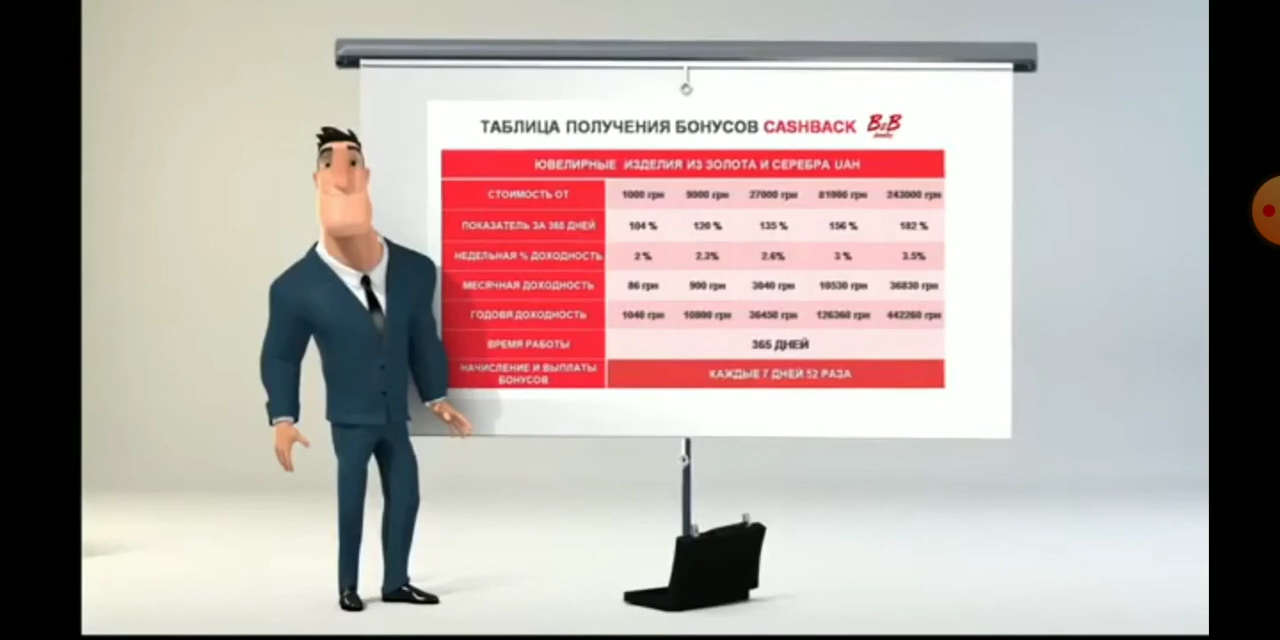 ТАБЛИЦА ПОЛУЧЕНИЯ БОНУСОВ CASHBACK B2B
ЮВЕЛИРНЫЕ ИЗДЕЛИЯ ИЗ ЗОЛОТА И СЕРЕБРА UAH
СТОИМОСТЬ ОТ 1000 грн 9000 грн 27000 грн 81000 грн 243000 грн
ПОКАЗАТЕЛЬ ЗА 365 ДНЕЙ 104 % 120 % 135 % 156 % 182 %
НЕДЕЛЬНАЯ % ДОХОДНОСТЬ 2 % 2.3% 2.6% 3 % 3.5%
МЕСЯЧНАЯ ДОХОДНОСТЬ 86 грн 900 грн 3040 грн 10530 грн 36830 грн
ГОДОВЯ ДОХОДНОСТЬ 1040 грн 10800 грн 36450 грн 126360 грн 442260 грн
ВРЕМЯ РАБОТЫ 365 ДНЕЙ
НАЧИСЛЕНИЕ И ВЫПЛАТЫ
БОНУСОВ
КАЖДЫЕ 7 ДНЕЙ 52 РАЗА